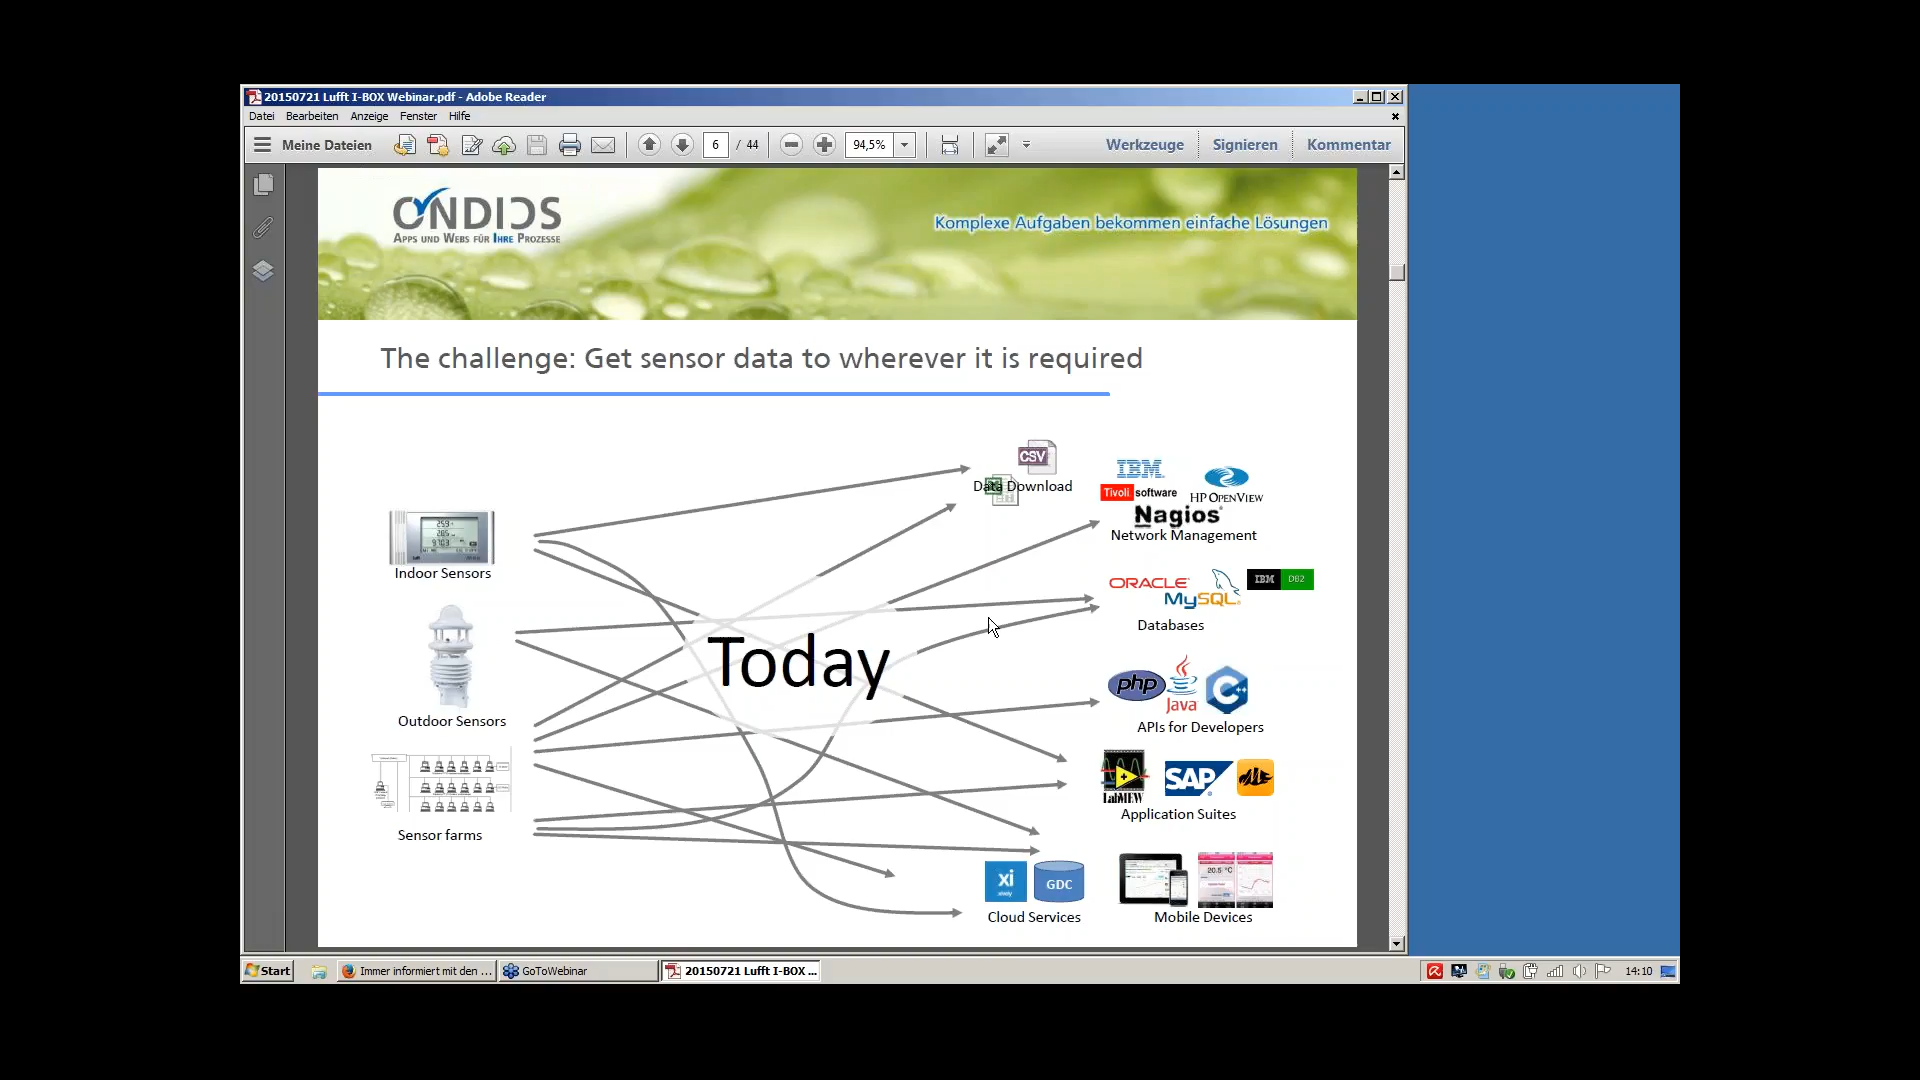 20150721 Lufft I-BOX Webinar.pdf - Adobe Reader
Datei Bearbeiten Anzeige Fenster Hilfe
Meine Dateien 6 / 44 94,5% Werkzeuge Signieren Kommentar
ONDICS
APPS UND WEBS FÜR IHRE PROZESSE
Komplexe Aufgaben bekommen einfache Lösungen
The challenge: Get sensor data to wherever it is required
CSV
Data Download
IBM
Tivoli software
HP OPENVIEW
Nagios
Network Management
Indoor Sensors
ORACLE
MySQL
IBM DB2
Databases
Today
php
Java
C++
APIs for Developers
Outdoor Sensors
LabVIEW
SAP
Application Suites
Sensor farms
xi
xively
GDC
Cloud Services
20.5 °C
Mobile Devices
Start Immer informiert mit den ... GoToWebinar 20150721 Lufft I-BOX ... 14:10